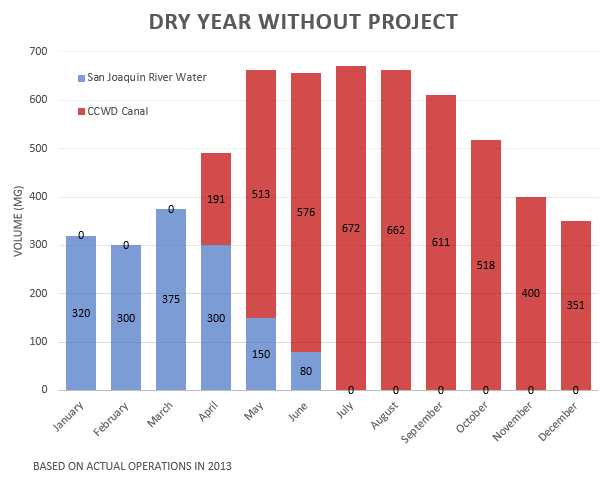 DRY YEAR WITHOUT PROJECT
700
600
500
400
300
200
100
0
VOLUME (MG)
San Joaquin River Water
CCWD Canal
0
0
0
191
513
576
672
662
611
518
400
351
320
300
375
300
150
80
0
0
0
0
0
0
January
February
March
April
May
June
July
August
September
October
November
December
BASED ON ACTUAL OPERATIONS IN 2013